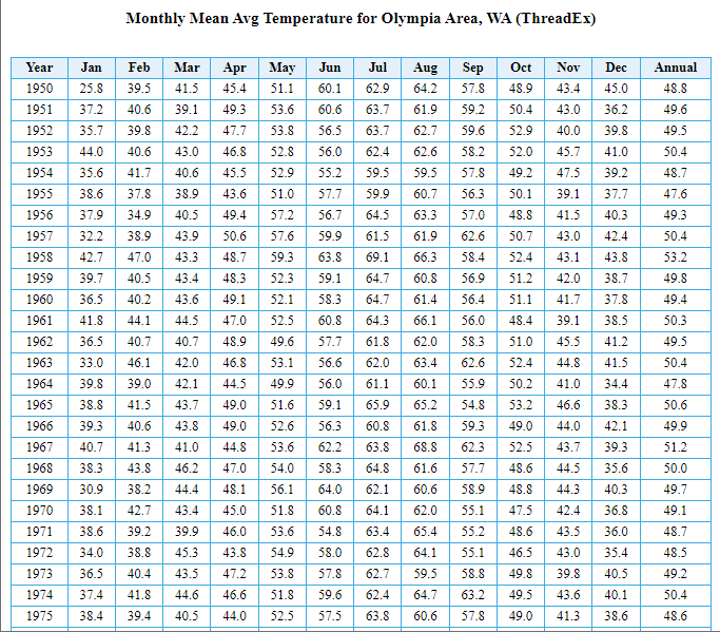 Monthly Mean Avg Temperature for Olympia Area, WA (ThreadEx)
Year Jan Feb Mar Apr May Jun Jul Aug Sep Oct Nov Dec Annual
1950 25.8 39.5 41.5 45.4 51.1 60.1 62.9 64.2 57.8 48.9 43.4 45.0 48.8
1951 37.2 40.6 39.1 49.3 53.6 60.6 63.7 61.9 59.2 50.4 43.0 36.2 49.6
1952 35.7 39.8 42.2 47.7 53.8 56.5 63.7 62.7 59.6 52.9 40.0 39.8 49.5
1953 44.0 40.6 43.0 46.8 52.8 56.0 62.4 62.6 58.2 52.0 45.7 41.0 50.4
1954 35.6 41.7 40.6 45.5 52.9 55.2 59.5 59.5 57.8 49.2 47.5 39.2 48.7
1955 38.6 37.8 38.9 43.6 51.0 57.7 59.9 60.7 56.3 50.1 39.1 37.7 47.6
1956 37.9 34.9 40.5 49.4 57.2 56.7 64.5 63.3 57.0 48.8 41.5 40.3 49.3
1957 32.2 38.9 43.9 50.6 57.6 59.9 61.5 61.9 62.6 50.7 43.0 42.4 50.4
1958 42.7 47.0 43.3 48.7 59.3 63.8 69.1 66.3 58.4 52.4 43.1 43.8 53.2
1959 39.7 40.5 43.4 48.3 52.3 59.1 64.7 60.8 56.9 51.2 42.0 38.7 49.8
1960 36.5 40.2 43.6 49.1 52.1 58.3 64.7 61.4 56.4 51.1 41.7 37.8 49.4
1961 41.8 44.1 44.5 47.0 52.5 60.8 64.3 66.1 56.0 48.4 39.1 38.5 50.3
1962 36.5 40.7 40.7 48.9 49.6 57.7 61.8 62.0 58.3 51.0 45.5 41.2 49.5
1963 33.0 46.1 42.0 46.8 53.1 56.6 62.0 63.4 62.6 52.4 44.8 41.5 50.4
1964 39.8 39.0 42.1 44.5 49.9 56.0 61.1 60.1 55.9 50.2 41.0 34.4 47.8
1965 38.8 41.5 43.7 49.0 51.6 59.1 65.9 65.2 54.8 53.2 46.6 38.3 50.6
1966 39.3 40.6 43.8 49.0 52.6 56.3 60.8 61.8 59.3 49.0 44.0 42.1 49.9
1967 40.7 41.3 41.0 44.8 53.6 62.2 63.8 68.8 62.3 52.5 43.7 39.3 51.2
1968 38.3 43.8 46.2 47.0 54.0 58.3 64.8 61.6 57.7 48.6 44.5 35.6 50.0
1969 30.9 38.2 44.4 48.1 56.1 64.0 62.1 60.6 58.9 48.8 44.3 40.3 49.7
1970 38.1 42.7 43.4 45.0 51.8 60.8 64.1 62.0 55.1 47.5 42.4 36.8 49.1
1971 38.6 39.2 39.9 46.0 53.6 54.8 63.4 65.4 55.2 48.6 43.5 36.0 48.7
1972 34.0 38.8 45.3 43.8 54.9 58.0 62.8 64.1 55.1 46.5 43.0 35.4 48.5
1973 36.5 40.4 43.5 47.2 53.8 57.8 62.7 59.5 58.8 49.8 39.8 40.5 49.2
1974 37.4 41.8 44.6 46.6 51.8 59.6 62.4 64.7 63.2 49.5 43.6 40.1 50.4
1975 38.4 39.4 40.5 44.0 52.5 57.5 63.8 60.6 57.8 49.0 41.3 38.6 48.6